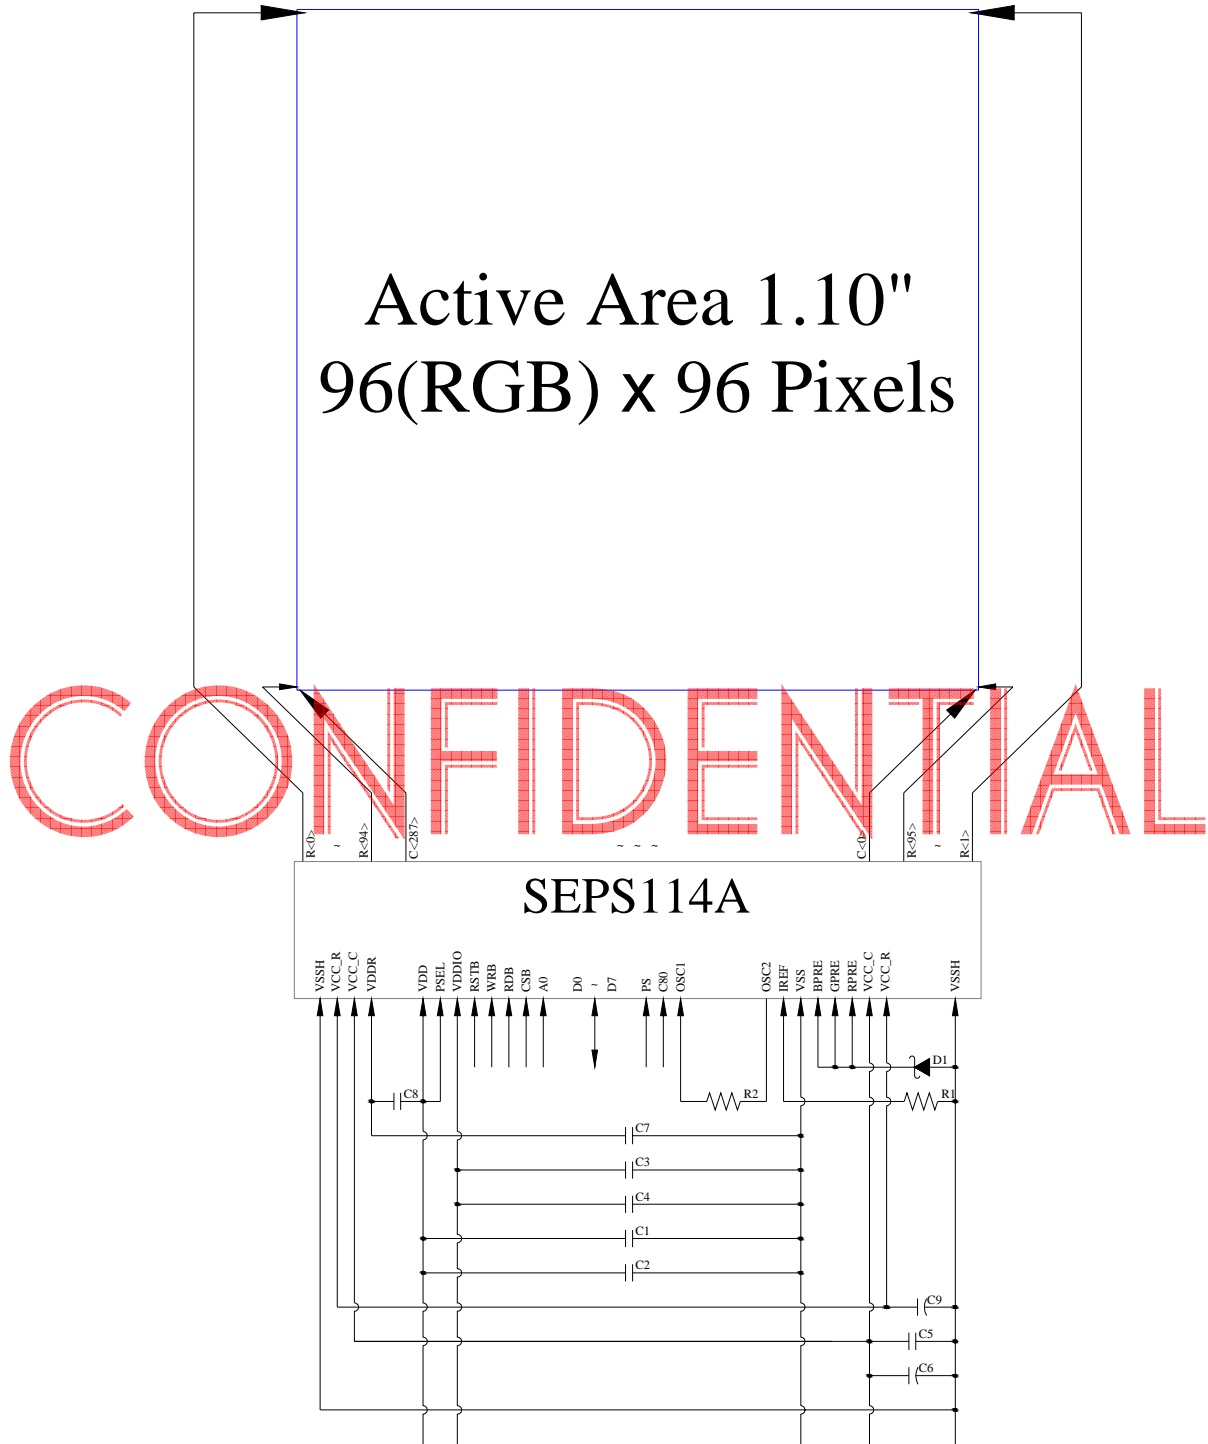 Active Area 1.10"
96(RGB) x 96 Pixels
CONFIDENTIAL
R<0>
~
R<94>
C<287>
~ ~ ~
C<0>
R<95>
~
R<1>
SEPS114A
VSSH
VCC_R
VCC_C
VDDR
VDD
PSEL
VDDIO
RSTB
WRB
RDB
CSB
A0
D0
~
D7
PS
C80
OSC1
OSC2
IREF
VSS
BPRE
GPRE
RPRE
VCC_C
VCC_R
VSSH
D1
C8
R2
R1
C7
C3
C4
C1
C2
C9
C5
C6